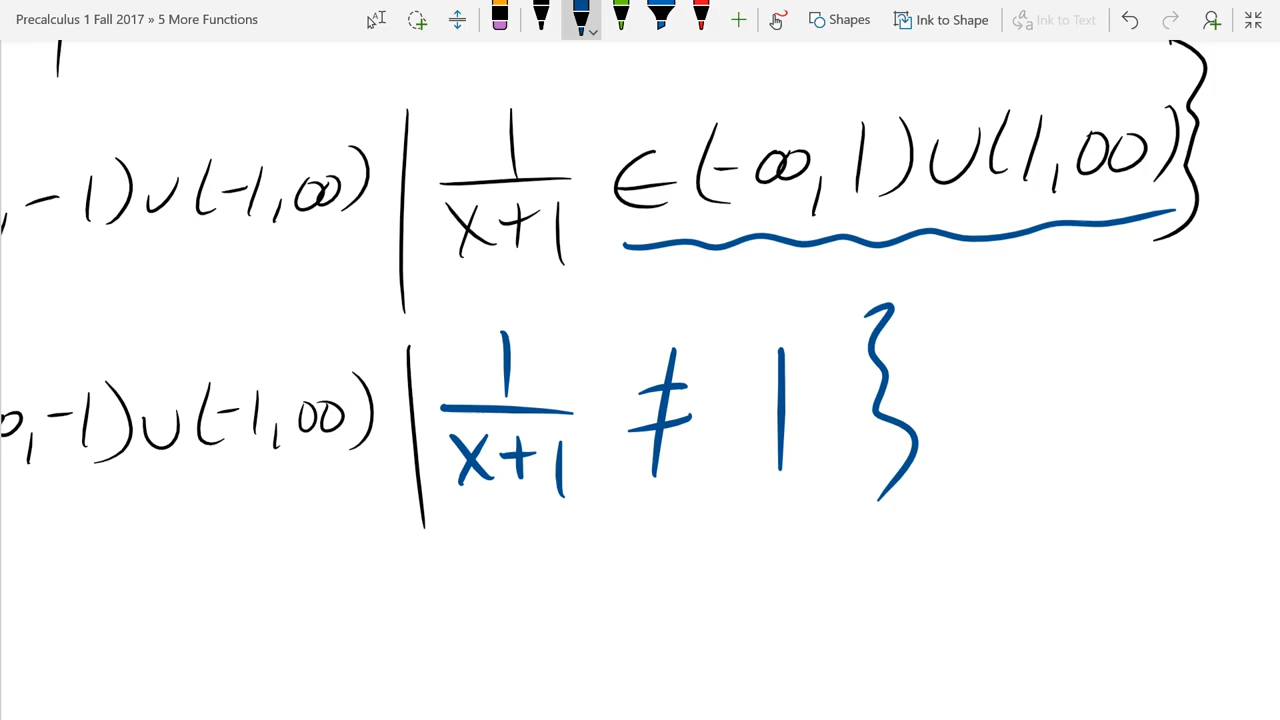 Precalculus 1 Fall 2017 » 5 More Functions
Shapes
Ink to Shape
Ink to Text
, -1) ∪ (-1, ∞) | 1/(x+1) ∈ (-∞, 1) ∪ (1, ∞) }
∞, -1) ∪ (-1, ∞) | 1/(x+1) ≠ 1 }